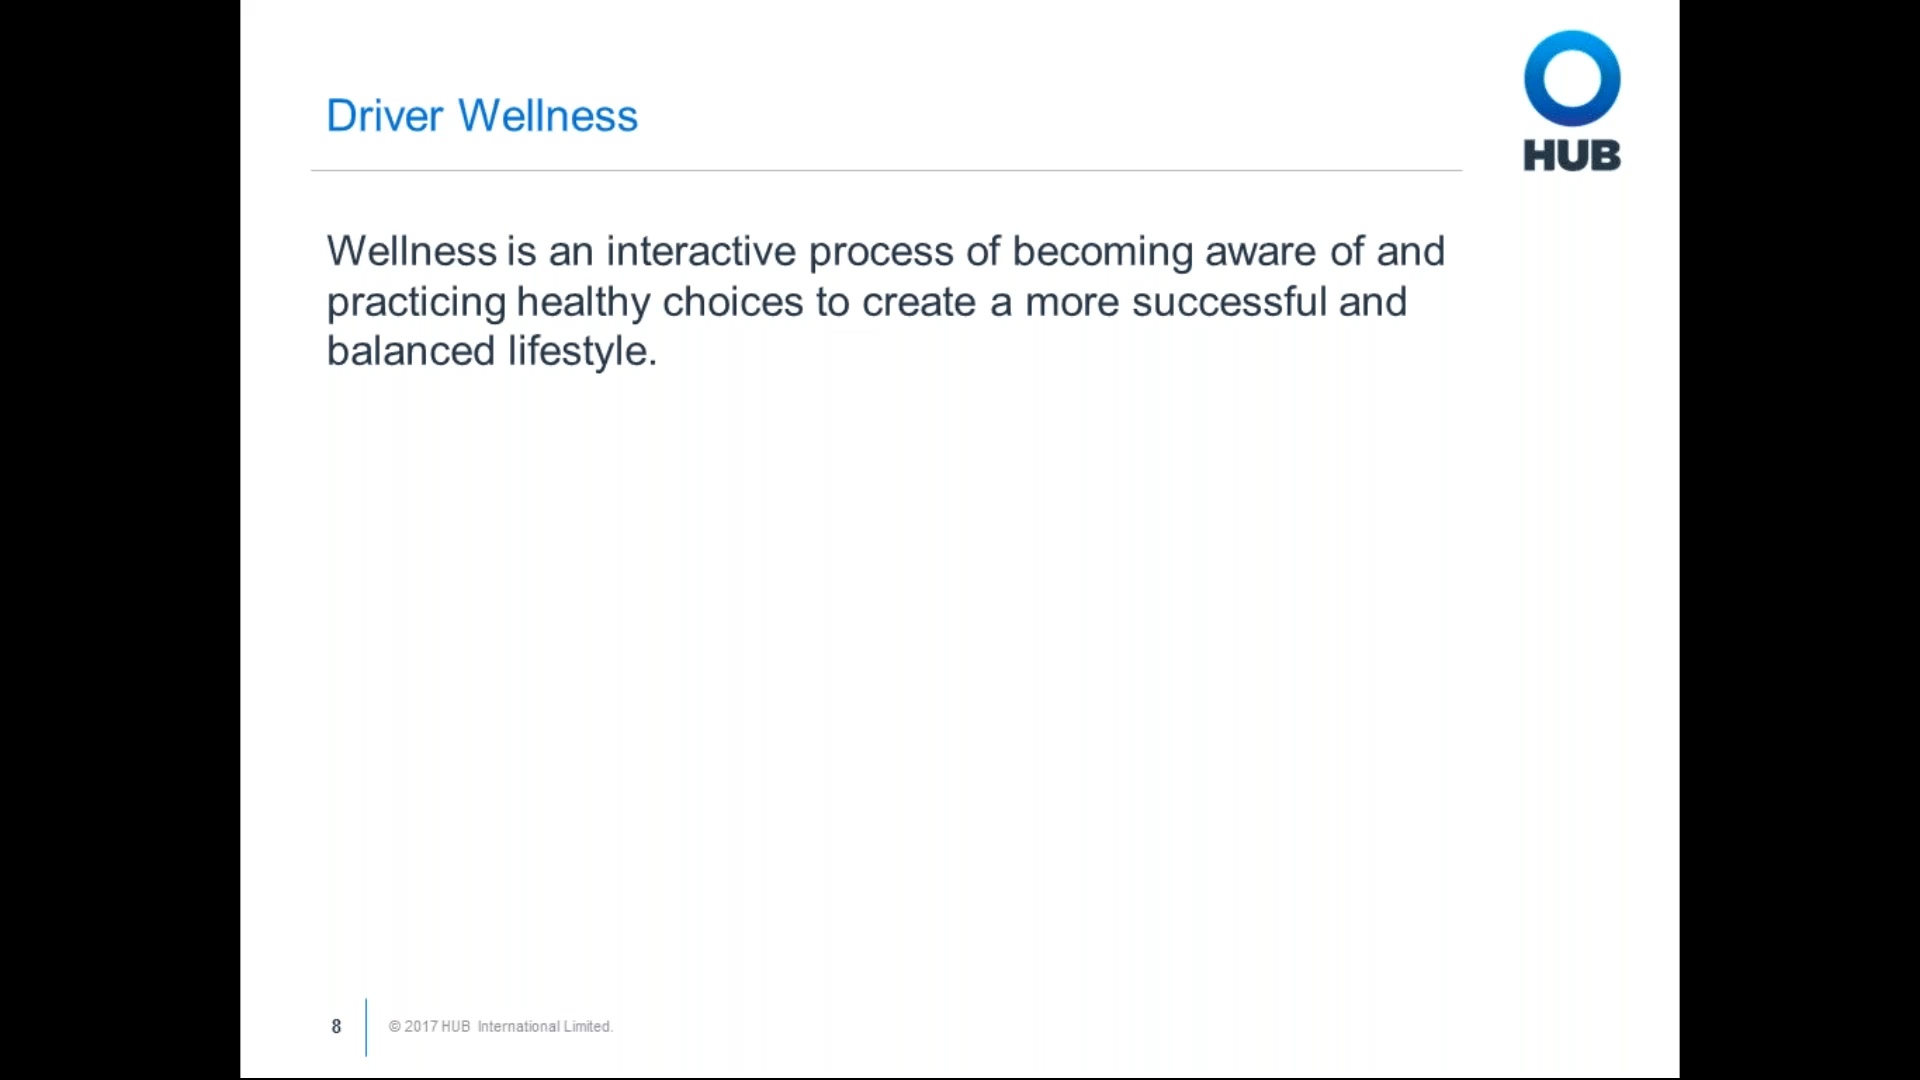 HUB
Driver Wellness
Wellness is an interactive process of becoming aware of and
practicing healthy choices to create a more successful and
balanced lifestyle.
8
© 2017 HUB International Limited.